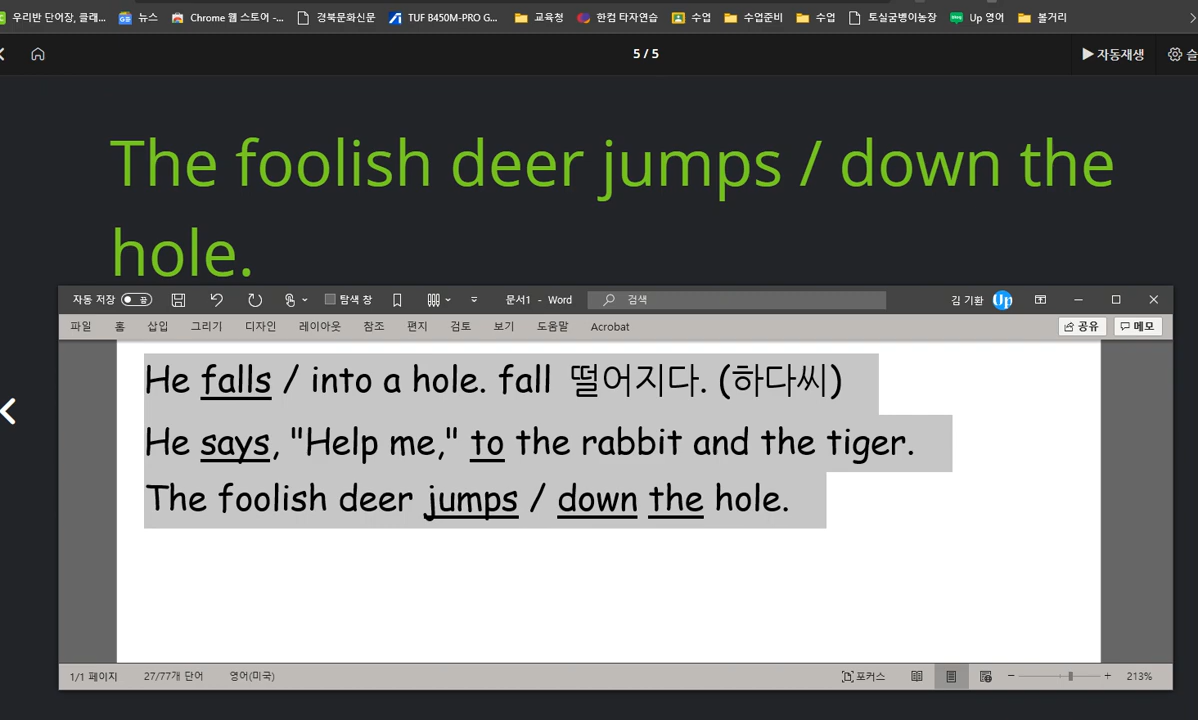 우리반 단어장, 클래... 뉴스 Chrome 웹 스토어 -... 경북문화신문 TUF B450M-PRO G... 교육청 한컴 타자연습 수업 수업준비 수업 토실굼벵이농장 Up 영어 볼거리
5 / 5 자동재생 슬
The foolish deer jumps / down the
hole.
자동 저장 끔 탐색 창 문서1 - Word 검색 김 기환 Up
파일 홈 삽입 그리기 디자인 레이아웃 참조 편지 검토 보기 도움말 Acrobat 공유 메모
He falls / into a hole. fall 떨어지다. (하다씨)
He says, "Help me," to the rabbit and the tiger.
The foolish deer jumps / down the hole.
1/1 페이지 27/77개 단어 영어(미국) 포커스 213%